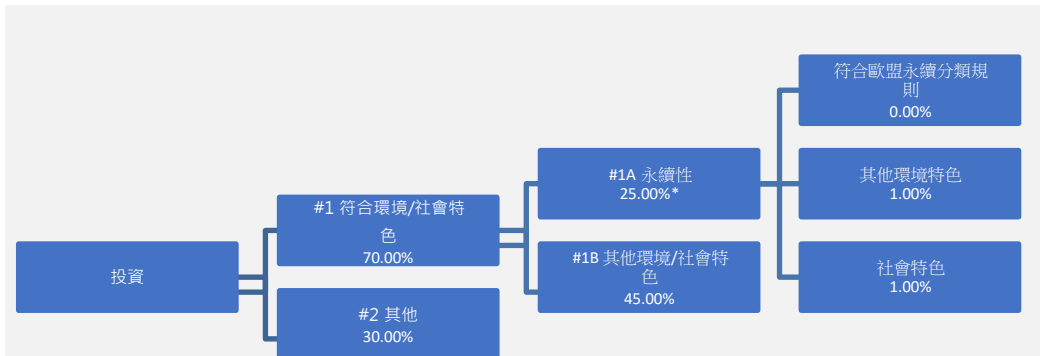 投資
#1 符合環境/社會特
色
70.00%
#2 其他
30.00%
#1A 永續性
25.00%*
#1B 其他環境/社會特
色
45.00%
符合歐盟永續分類規
則
0.00%
其他環境特色
1.00%
社會特色
1.00%